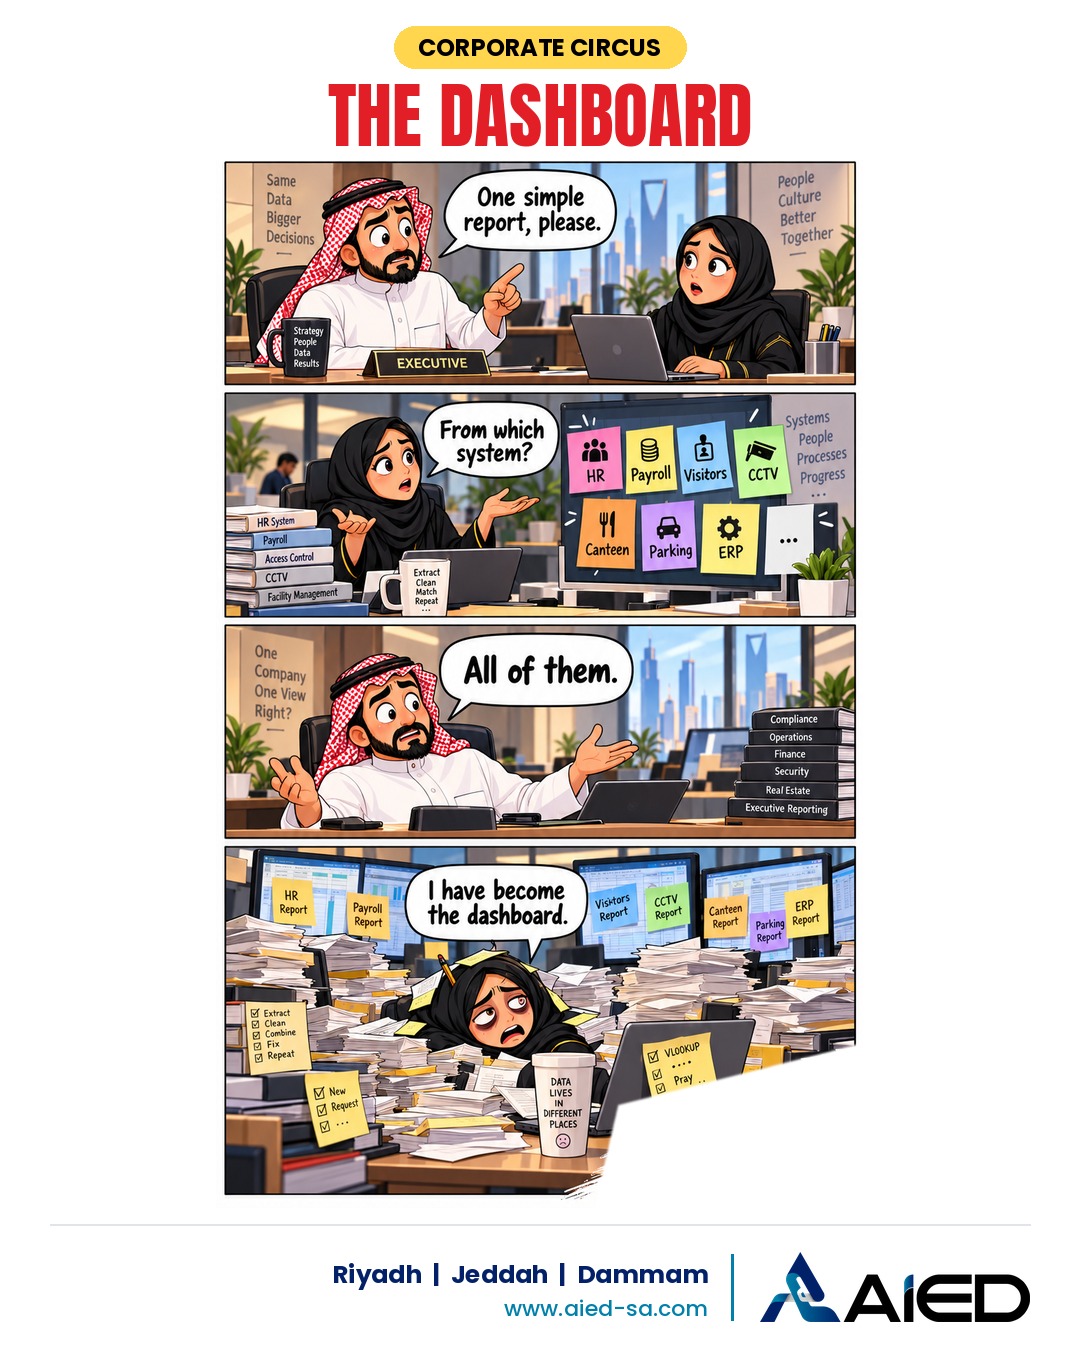 CORPORATE CIRCUS
THE DASHBOARD
Same
Data
Bigger
Decisions
One simple
report, please.
People
Culture
Better
Together
Strategy
People
Data
Results
EXECUTIVE
From which
system?
HR
Payroll
Visitors
CCTV
Canteen
Parking
ERP
...
Systems
People
Processes
Progress
...
HR System
Payroll
Access Control
CCTV
Facility Management
Extract
Clean
Match
Repeat
...
One
Company
One View
Right?
All of them.
Compliance
Operations
Finance
Security
Real Estate
Executive Reporting
HR
Report
Payroll
Report
I have become
the dashboard.
Visitors
Report
CCTV
Report
Canteen
Report
Parking
Report
ERP
Report
Extract
Clean
Combine
Fix
Repeat
New
Request
...
DATA
LIVES
IN
DIFFERENT
PLACES
VLOOKUP
....
Pray ..
Riyadh | Jeddah | Dammam
www.aied-sa.com
AiED